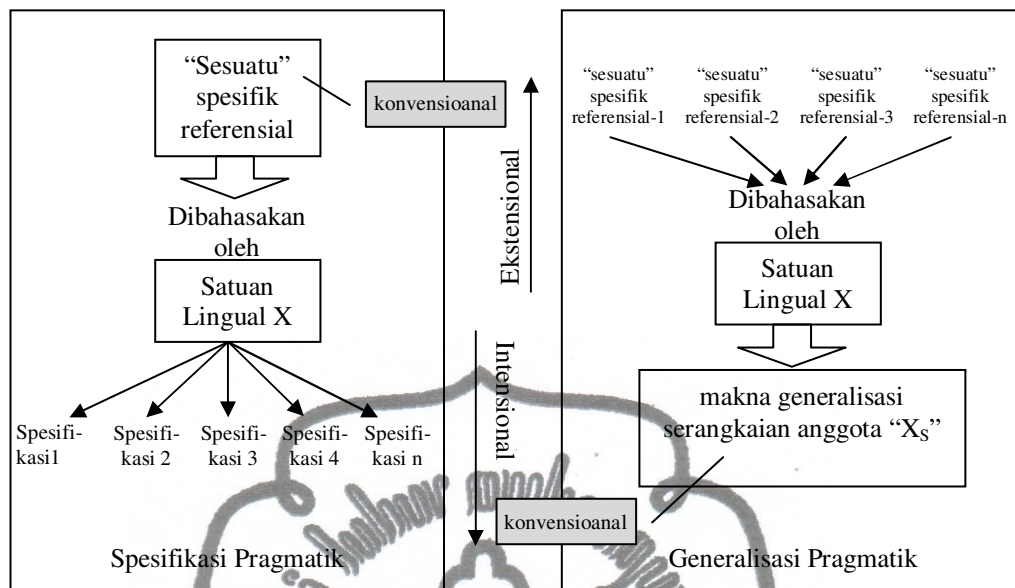 “Sesuatu”
spesifik
referensial
konvensioanal
Dibahasakan
oleh
Satuan
Lingual X
Spesifi-
kasi1
Spesifi-
kasi 2
Spesifi-
kasi 3
Spesifi-
kasi 4
Spesifi-
kasi n
Spesifikasi Pragmatik
Ekstensional
Intensional
“sesuatu”
spesifik
referensial-1
“sesuatu”
spesifik
referensial-2
“sesuatu”
spesifik
referensial-3
“sesuatu”
spesifik
referensial-n
Dibahasakan
oleh
Satuan
Lingual X
makna generalisasi
serangkaian anggota “XS”
konvensioanal
Generalisasi Pragmatik